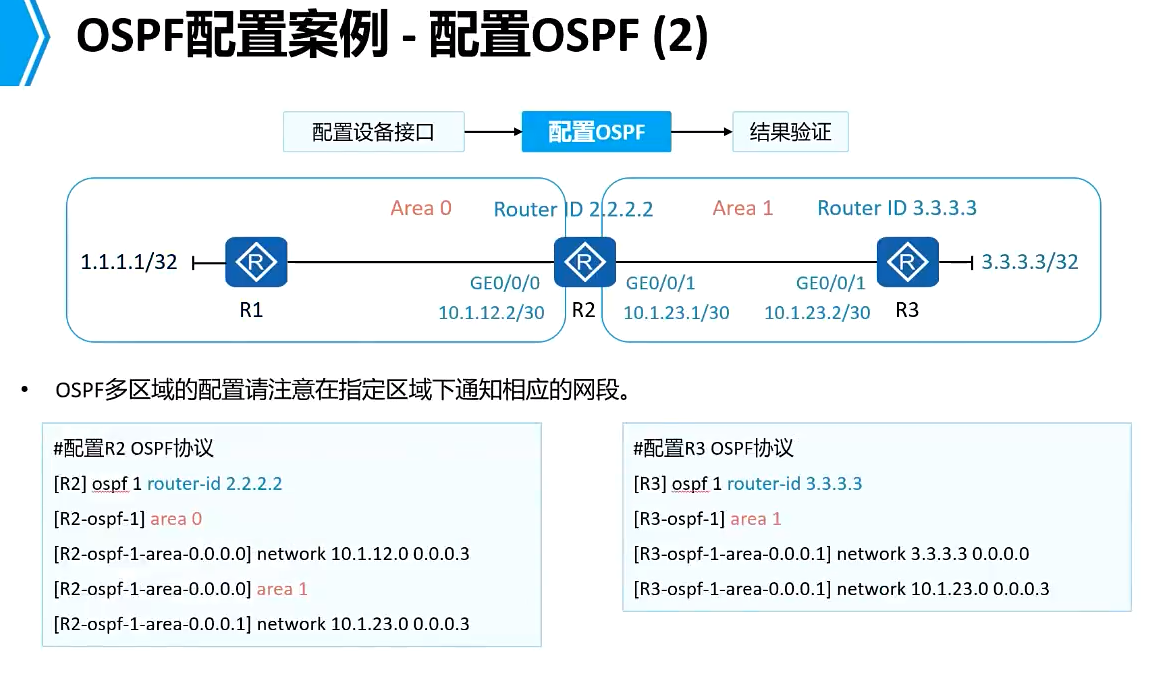 OSPF配置案例 - 配置OSPF (2)
配置设备接口
配置OSPF
结果验证
Area 0
Router ID 2.2.2.2
Area 1
Router ID 3.3.3.3
1.1.1.1/32
R
R
R
3.3.3.3/32
GE0/0/0
GE0/0/1
GE0/0/1
R1
10.1.12.2/30
R2
10.1.23.1/30
10.1.23.2/30
R3
• OSPF多区域的配置请注意在指定区域下通知相应的网段。
#配置R2 OSPF协议
[R2] ospf 1 router-id 2.2.2.2
[R2-ospf-1] area 0
[R2-ospf-1-area-0.0.0.0] network 10.1.12.0 0.0.0.3
[R2-ospf-1-area-0.0.0.0] area 1
[R2-ospf-1-area-0.0.0.1] network 10.1.23.0 0.0.0.3
#配置R3 OSPF协议
[R3] ospf 1 router-id 3.3.3.3
[R3-ospf-1] area 1
[R3-ospf-1-area-0.0.0.1] network 3.3.3.3 0.0.0.0
[R3-ospf-1-area-0.0.0.1] network 10.1.23.0 0.0.0.3